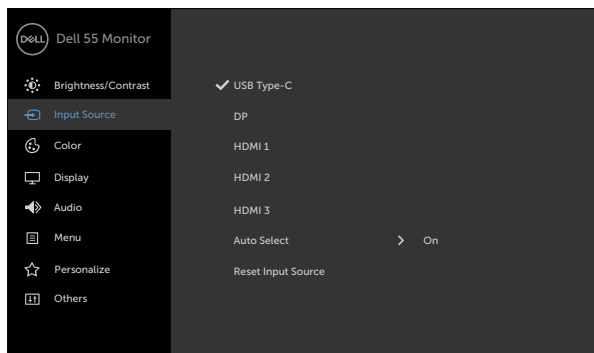 DELL Dell 55 Monitor
Brightness/Contrast
USB Type-C
Input Source
DP
Color
HDMI 1
Display
HDMI 2
Audio
HDMI 3
Menu
Auto Select > On
Personalize
Reset Input Source
Others